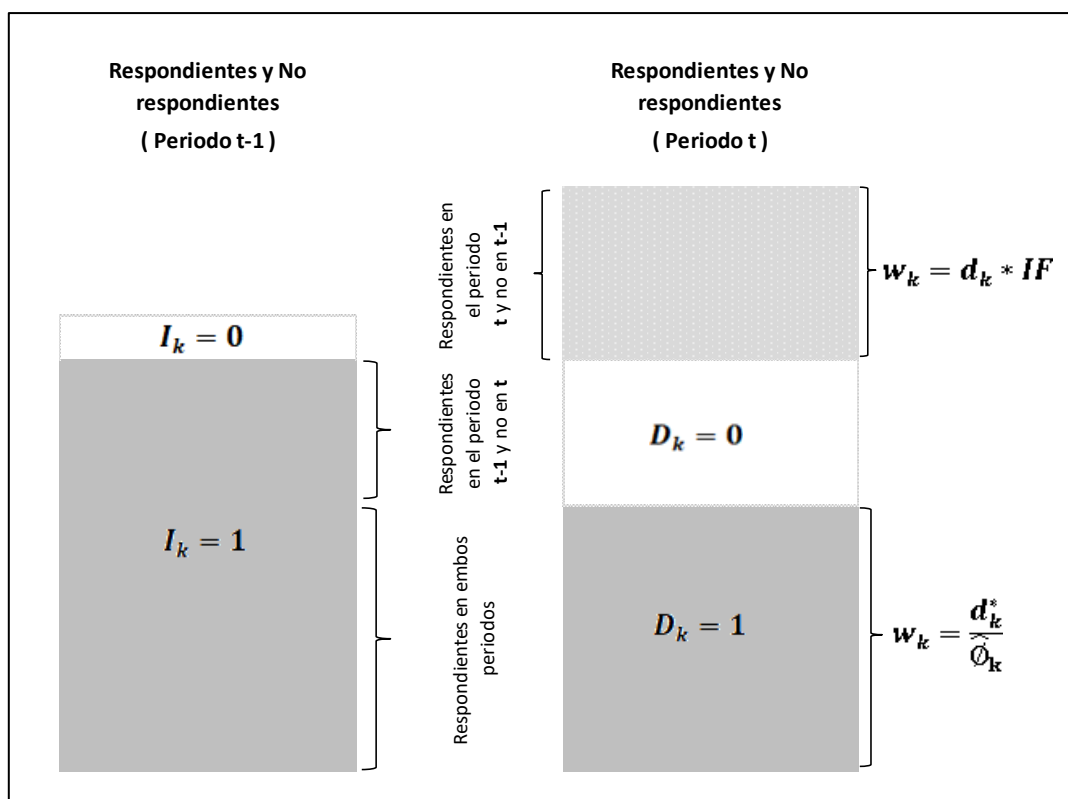 Respondientes y No
respondientes
( Periodo t-1 )
Respondientes y No
respondientes
( Periodo t )
I_k = 0
I_k = 1
Respondientes en
el periodo
t y no en t-1
Respondientes
en el periodo
t-1 y no en t
Respondientes en embos
periodos
D_k = 0
D_k = 1
w_k = d_k * IF
w_k = d_k^* / \hat{Ø}_k